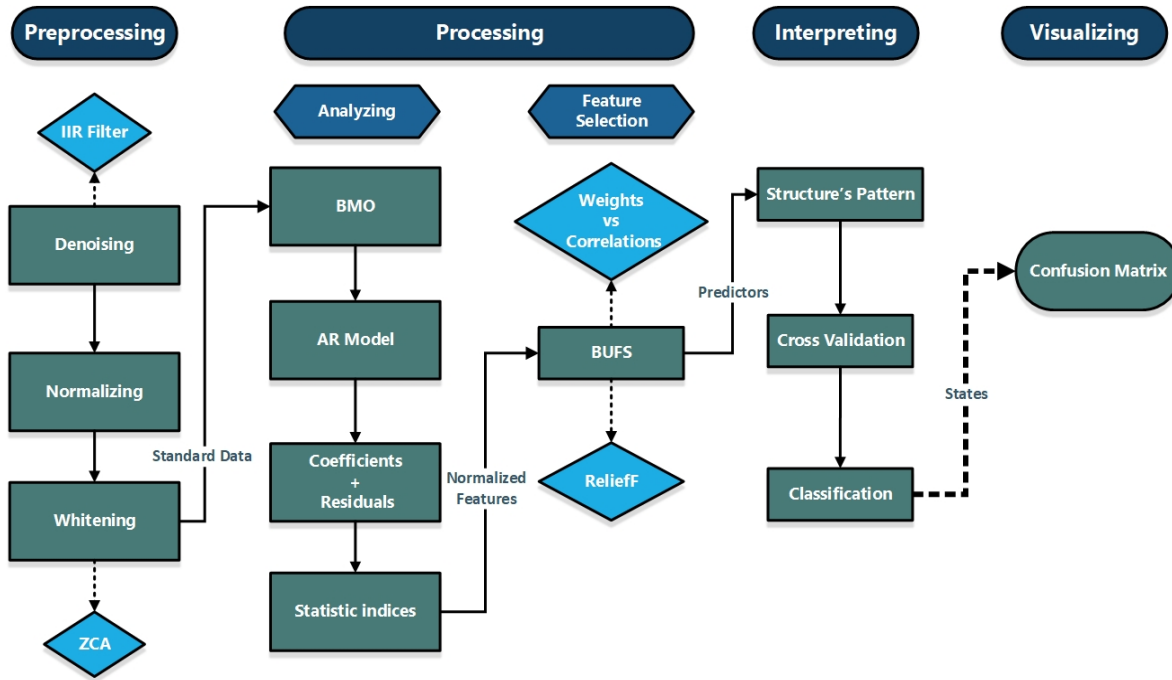 Preprocessing
Processing
Interpreting
Visualizing
Analyzing
Feature
Selection
IIR Filter
Denoising
Normalizing
Whitening
ZCA
Standard Data
BMO
AR Model
Coefficients
+
Residuals
Statistic indices
Normalized
Features
Weights
vs
Correlations
BUFS
ReliefF
Predictors
Structure's Pattern
Cross Validation
Classification
States
Confusion Matrix